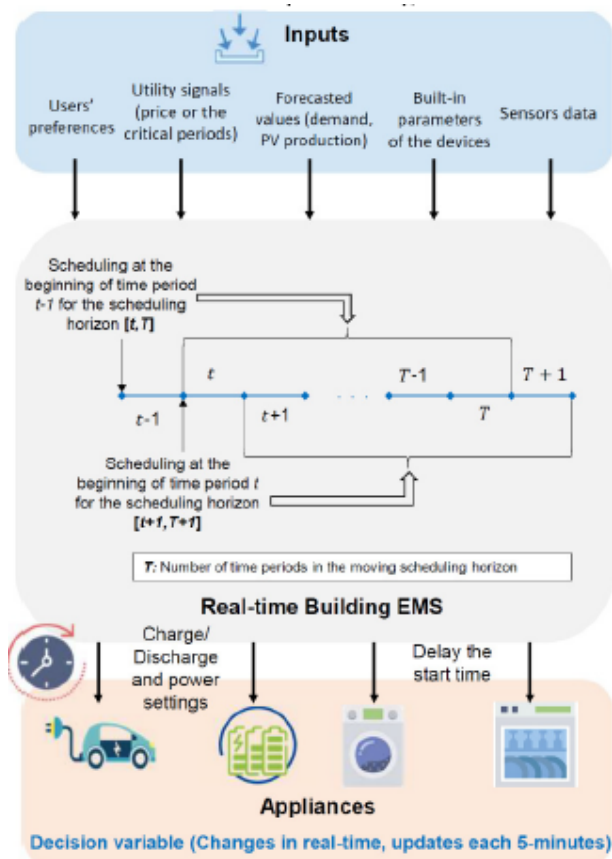 Inputs
Users'
preferences
Utility signals
(price or the
critical periods)
Forecasted
values (demand,
PV production)
Built-in
parameters
of the devices
Sensors data
Scheduling at the
beginning of time period
t-1 for the scheduling
horizon [t,T]
t
T-1
T + 1
t-1
t+1
. . . .
T
Scheduling at the
beginning of time period t
for the scheduling horizon
[t+1,T+1]
T: Number of time periods in the moving scheduling horizon
Real-time Building EMS
Charge/
Discharge
and power
settings
Delay the
start time
Appliances
Decision variable (Changes in real-time, updates each 5-minutes)